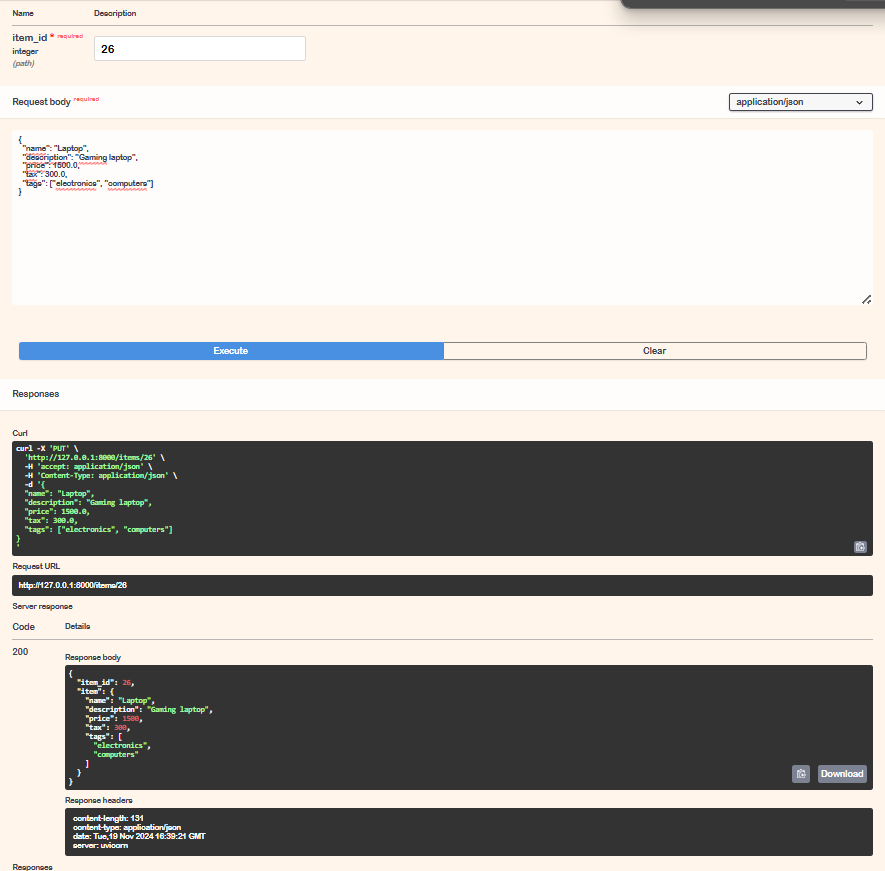 Name Description
item_id * required
integer
(path)
26
Request body required
application/json
{
"name": "Laptop",
"description": "Gaming laptop",
"price": 1500.0,
"tax": 300.0,
"tags": ["electronics", "computers"]
}
Execute Clear
Responses
Curl
curl -X 'PUT' \
'http://127.0.0.1:8000/items/26' \
-H 'accept: application/json' \
-H 'Content-Type: application/json' \
-d '{
"name": "Laptop",
"description": "Gaming laptop",
"price": 1500.0,
"tax": 300.0,
"tags": ["electronics", "computers"]
}
'
Request URL
http://127.0.0.1:8000/items/26
Server response
Code Details
200
Response body
{
"item_id": 26,
"item": {
"name": "Laptop",
"description": "Gaming laptop",
"price": 1500,
"tax": 300,
"tags": [
"electronics",
"computers"
]
}
}
Download
Response headers
content-length: 131
content-type: application/json
date: Tue,19 Nov 2024 16:39:21 GMT
server: uvicorn
Responses